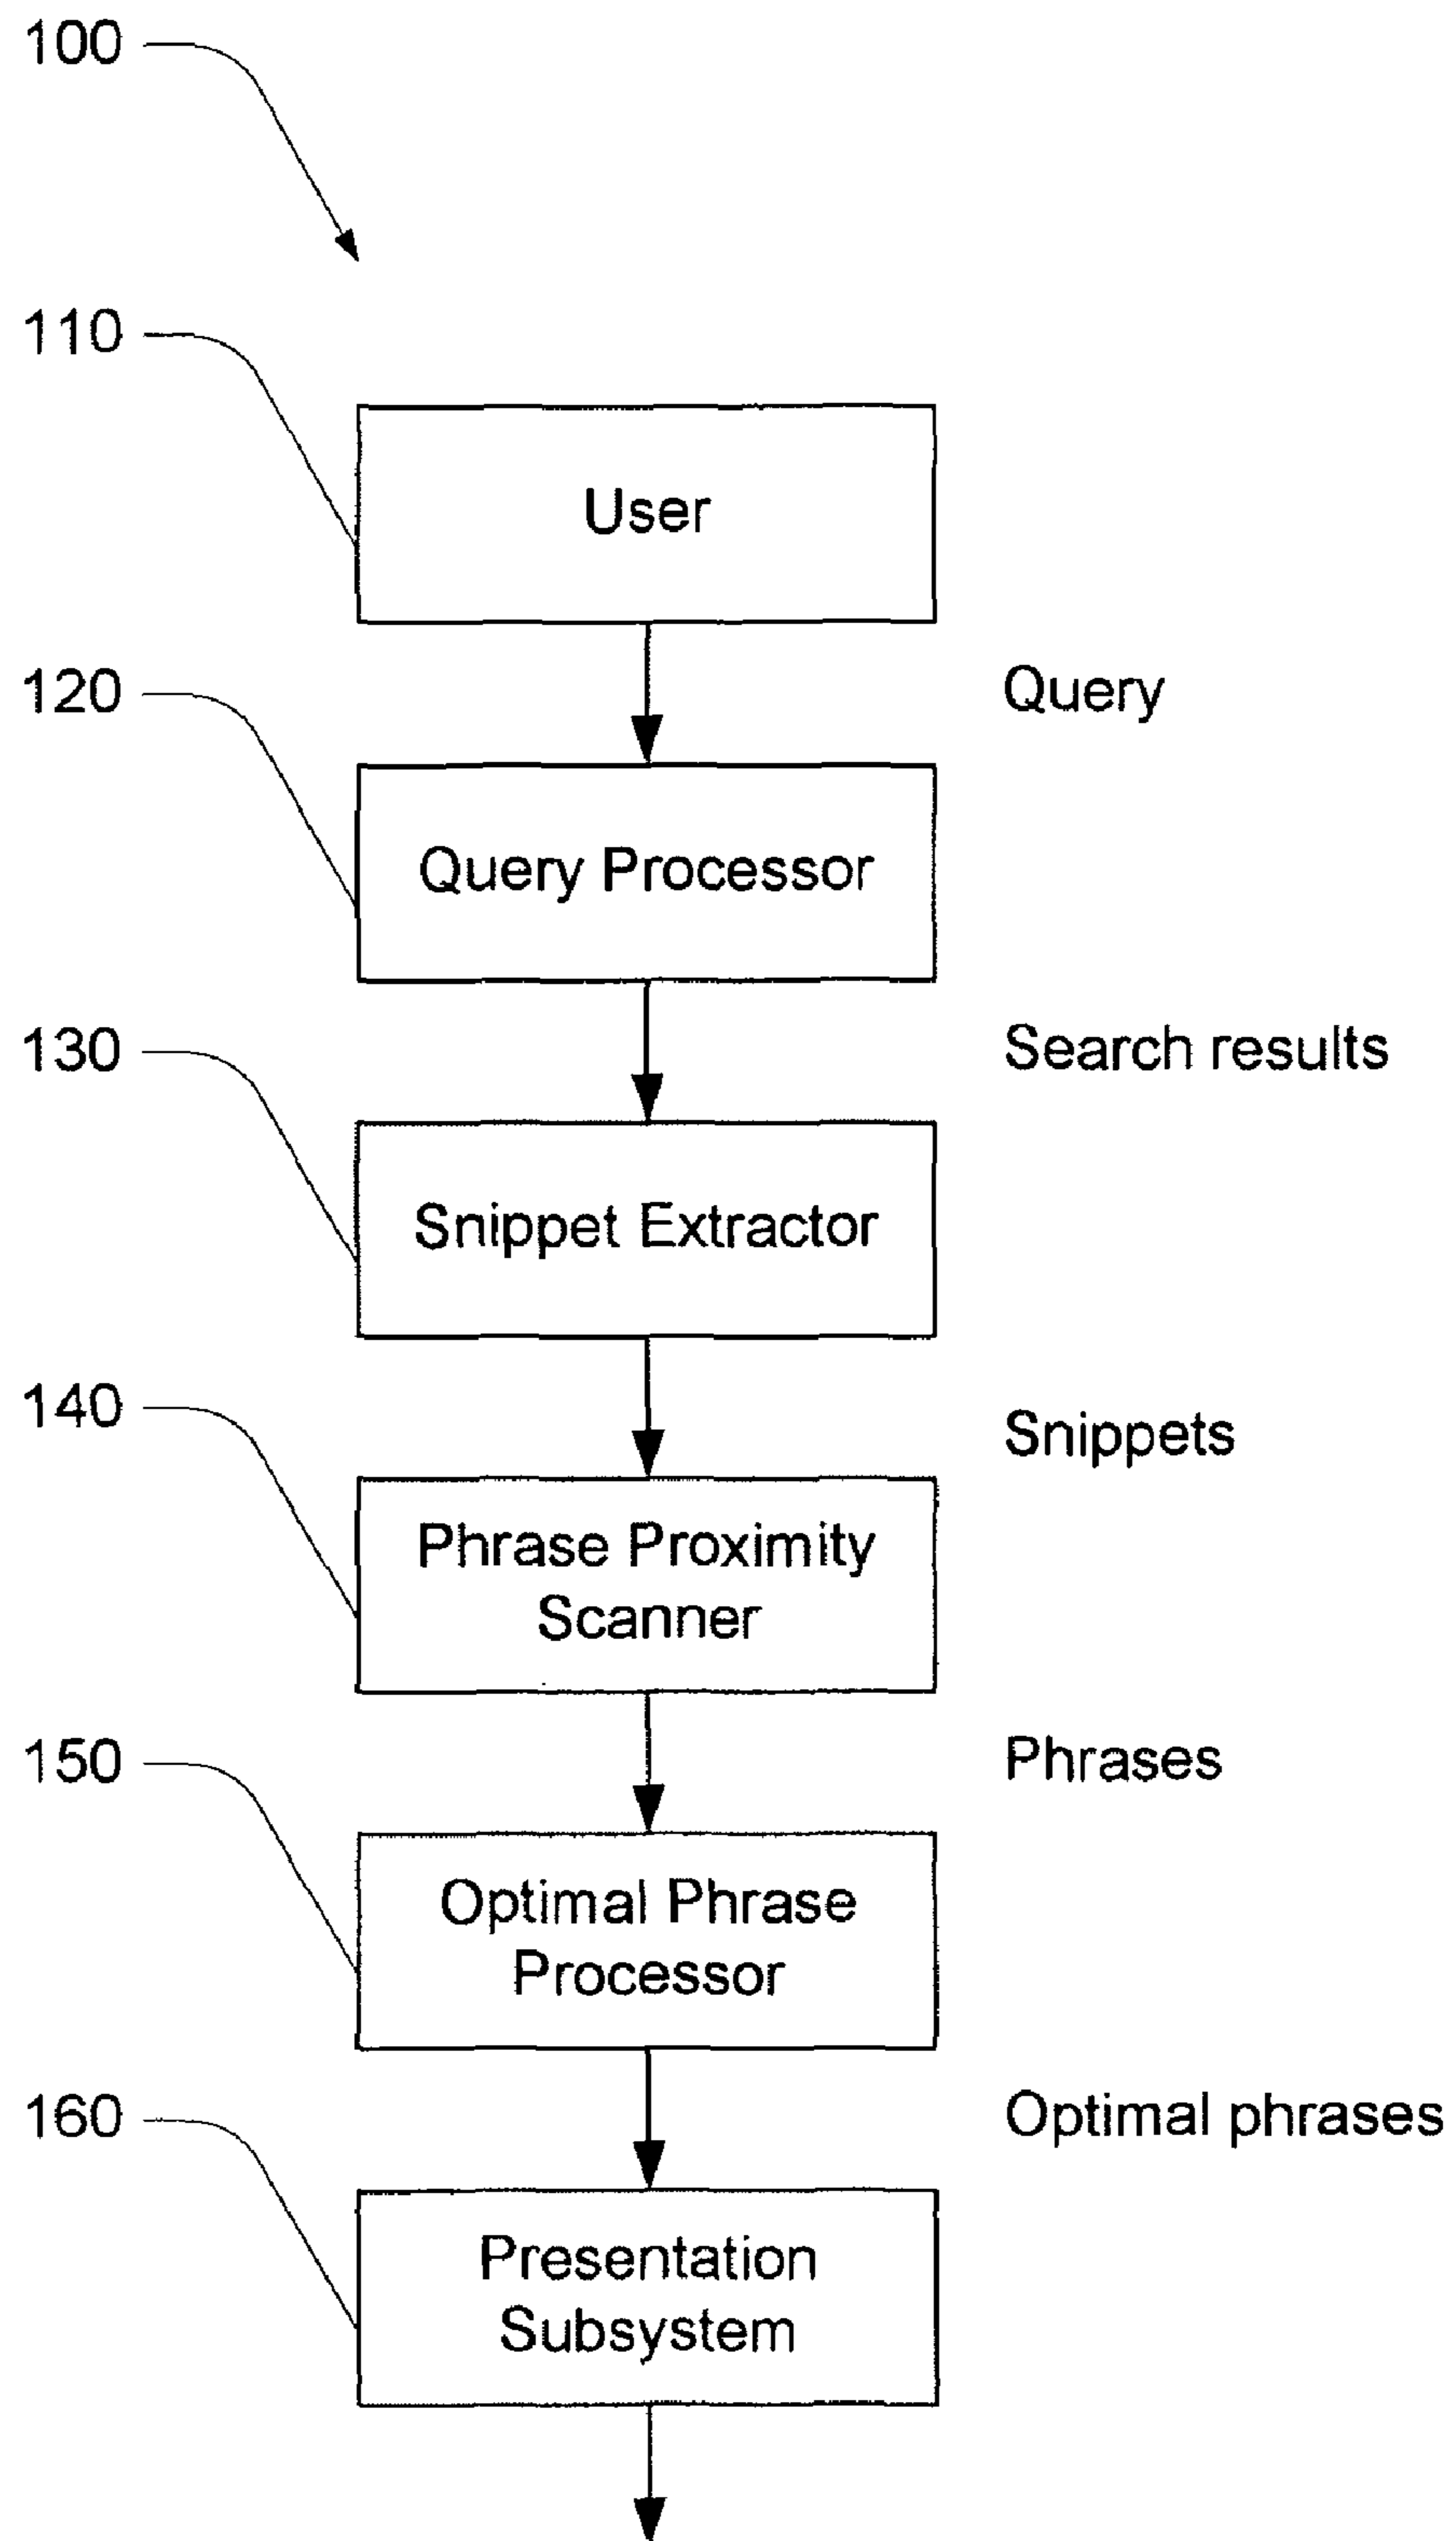 100
110
User
120
Query
Query Processor
130
Search results
Snippet Extractor
140
Snippets
Phrase Proximity
Scanner
150
Phrases
Optimal Phrase
Processor
160
Optimal phrases
Presentation
Subsystem